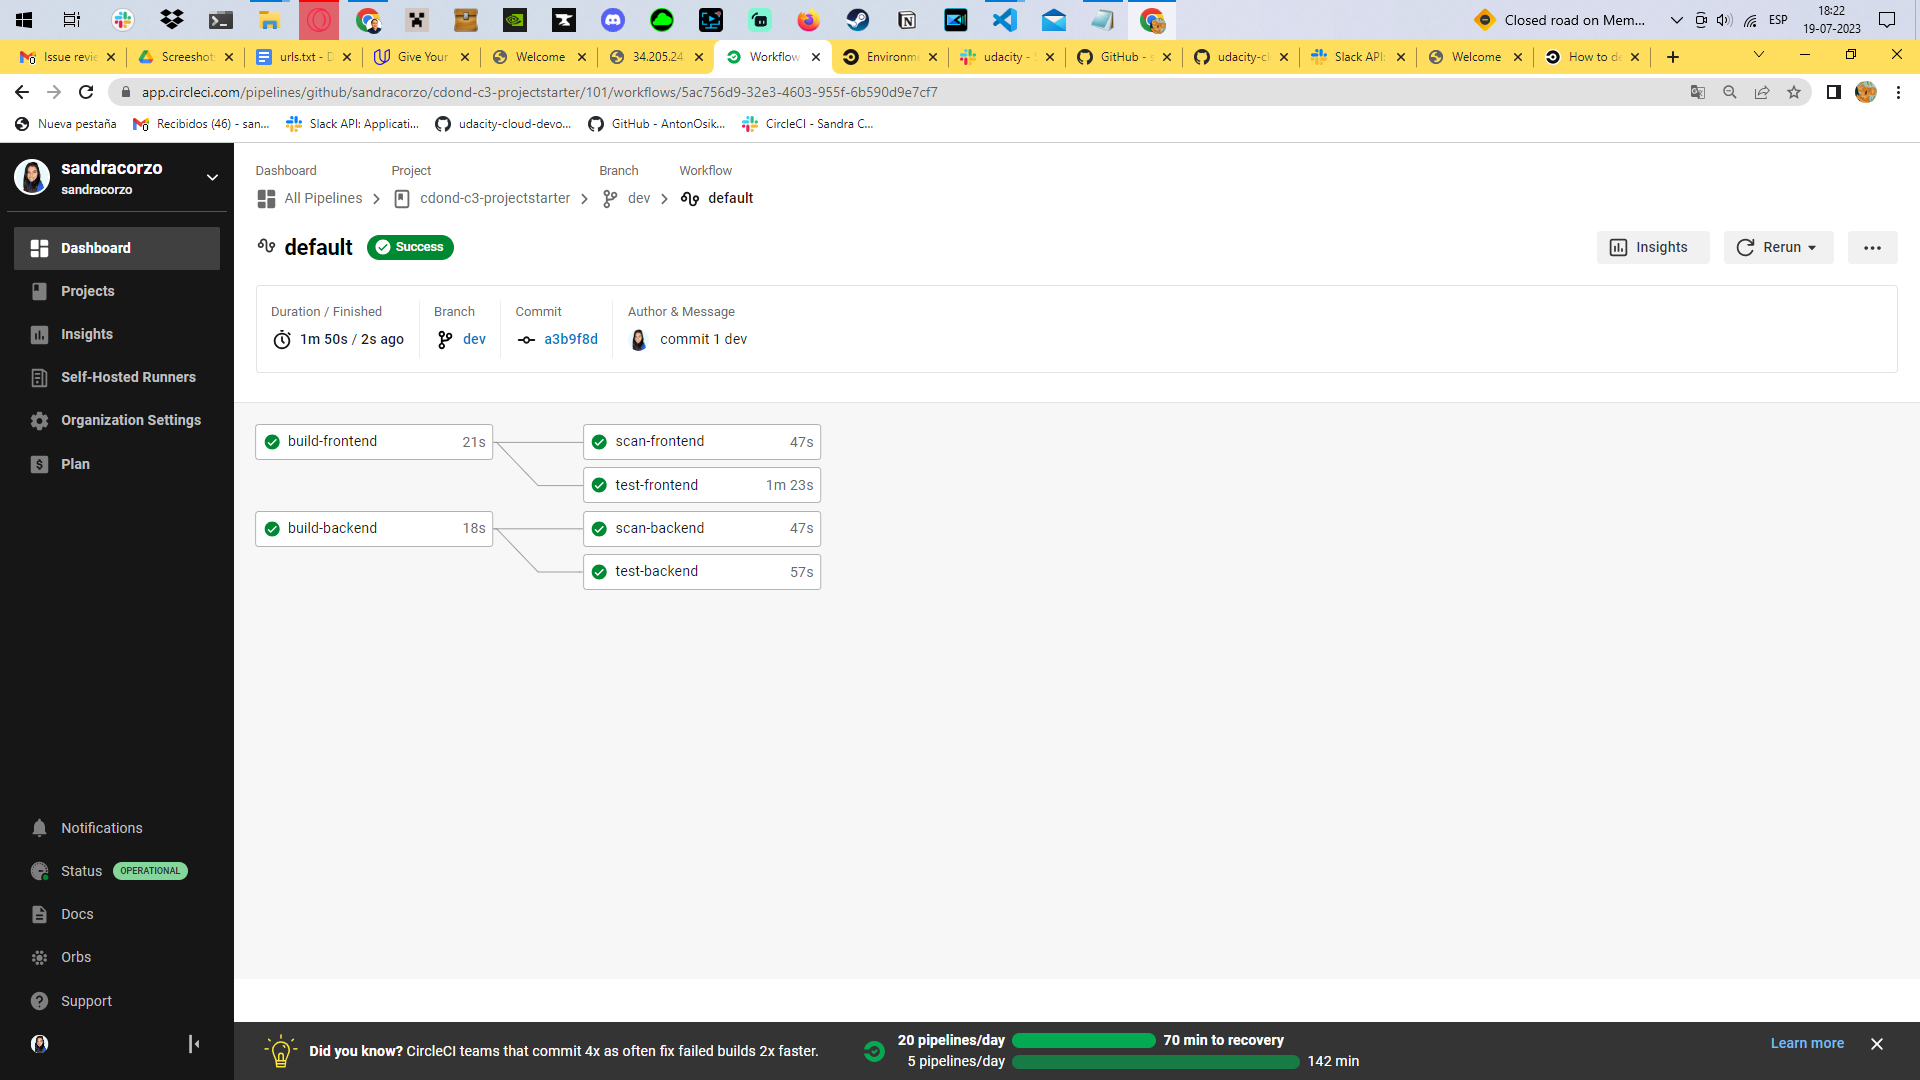 Closed road on Mem...
ESP
18:22
19-07-2023
Issue revie
Screeshot
urls.txt - D
Give Your
Welcome
34.205.24
Workflow
Environme
udacity -
GitHub - s
udacity-cl
Slack API:
Welcome
How to de
app.circleci.com/pipelines/github/sandracorzo/cdond-c3-projectstarter/101/workflows/5ac756d9-32e3-4603-955f-6b590d9e7cf7
Nueva pestaña
Recibidos (46) - san...
Slack API: Applicati...
udacity-cloud-devo...
GitHub - AntonOsik...
CircleCI - Sandra C...
sandracorzo
sandracorzo
Dashboard
Projects
Insights
Self-Hosted Runners
Organization Settings
Plan
Notifications
Status OPERATIONAL
Docs
Orbs
Support
Dashboard Project Branch Workflow
All Pipelines cdond-c3-projectstarter dev default
default Success
Insights
Rerun
Duration / Finished
1m 50s / 2s ago
Branch
dev
Commit
a3b9f8d
Author & Message
commit 1 dev
build-frontend 21s
scan-frontend 47s
test-frontend 1m 23s
build-backend 18s
scan-backend 47s
test-backend 57s
Did you know? CircleCI teams that commit 4x as often fix failed builds 2x faster.
20 pipelines/day 70 min to recovery
5 pipelines/day 142 min
Learn more